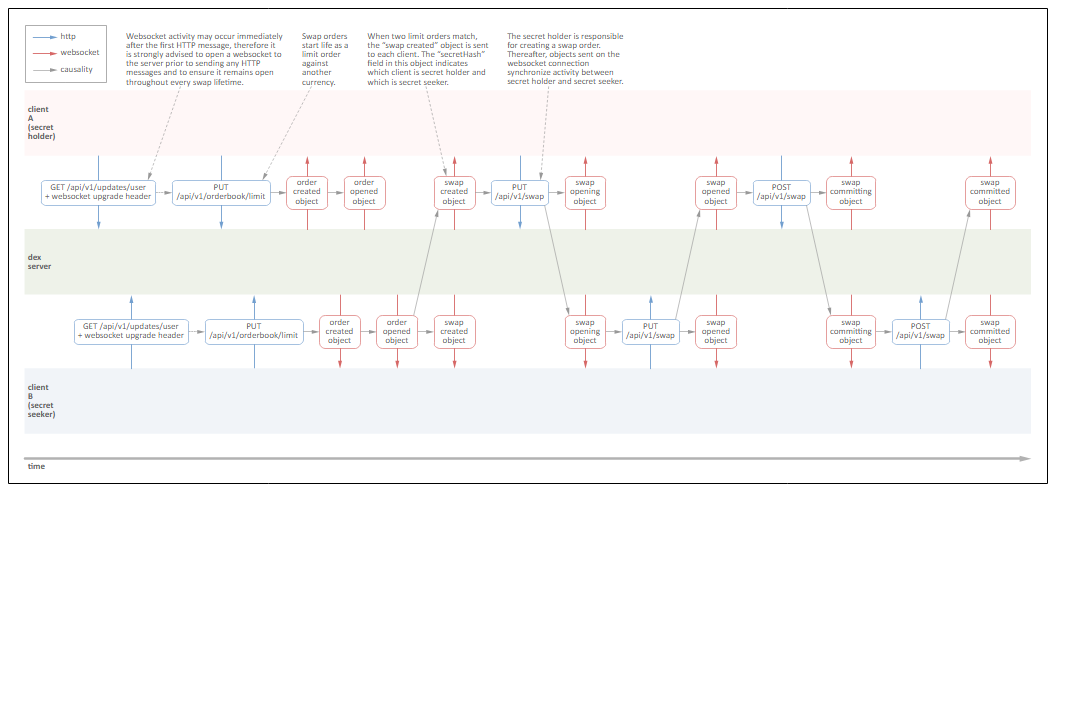 http
websocket
causality
Websocket activity may occur immediately
after the first HTTP message, therefore it
is strongly advised to open a websocket to
the server prior to sending any HTTP
messages and to ensure it remains open
throughout every swap lifetime.
Swap orders
start life as a
limit order
against
another
currency.
When two limit orders match,
the “swap created” object is sent
to each client. The “secretHash”
field in this object indicates
which client is secret holder and
which is secret seeker.
The secret holder is responsible
for creating a swap order.
Thereafter, objects sent on the
websocket connection
synchronize activity between
secret holder and secret seeker.
client
A
(secret
holder)
GET /api/v1/updates/user
+ websocket upgrade header
PUT
/api/v1/orderbook/limit
order
created
object
order
opened
object
swap
created
object
PUT
/api/v1/swap
swap
opening
object
swap
opened
object
POST
/api/v1/swap
swap
committing
object
swap
committed
object
dex
server
GET /api/v1/updates/user
+ websocket upgrade header
PUT
/api/v1/orderbook/limit
order
created
object
order
opened
object
swap
created
object
swap
opening
object
PUT
/api/v1/swap
swap
opened
object
swap
committing
object
POST
/api/v1/swap
swap
committed
object
client
B
(secret
seeker)
time